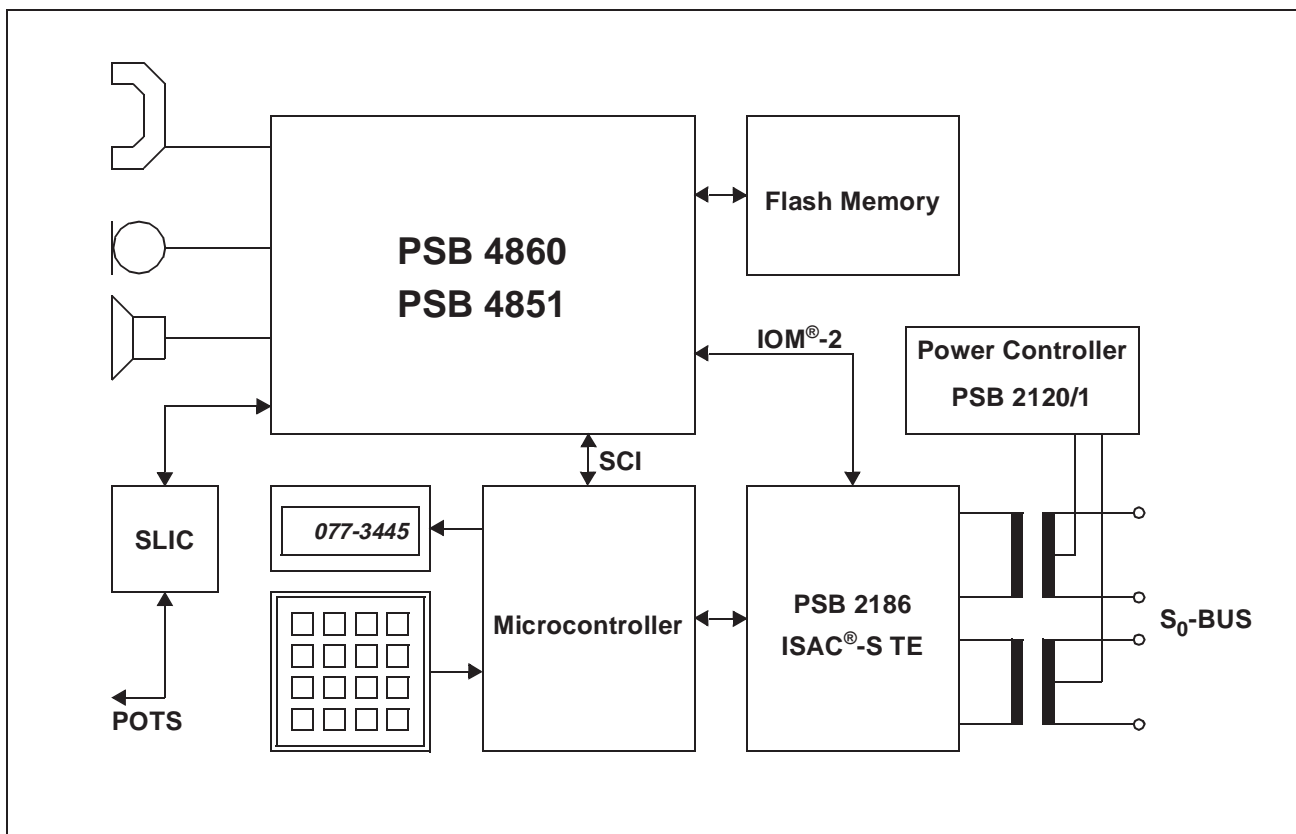 PSB 4860
PSB 4851
Flash Memory
IOM®-2
Power Controller
PSB 2120/1
SCI
SLIC
077-3445
Microcontroller
PSB 2186
ISAC®-S TE
S₀-BUS
POTS